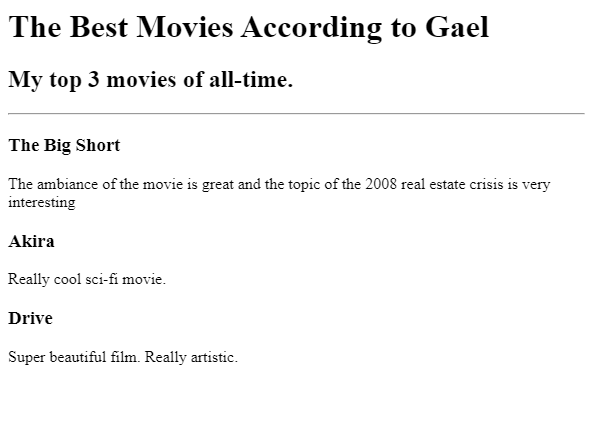 The Best Movies According to Gael
My top 3 movies of all-time.
The Big Short
The ambiance of the movie is great and the topic of the 2008 real estate crisis is very
interesting
Akira
Really cool sci-fi movie.
Drive
Super beautiful film. Really artistic.